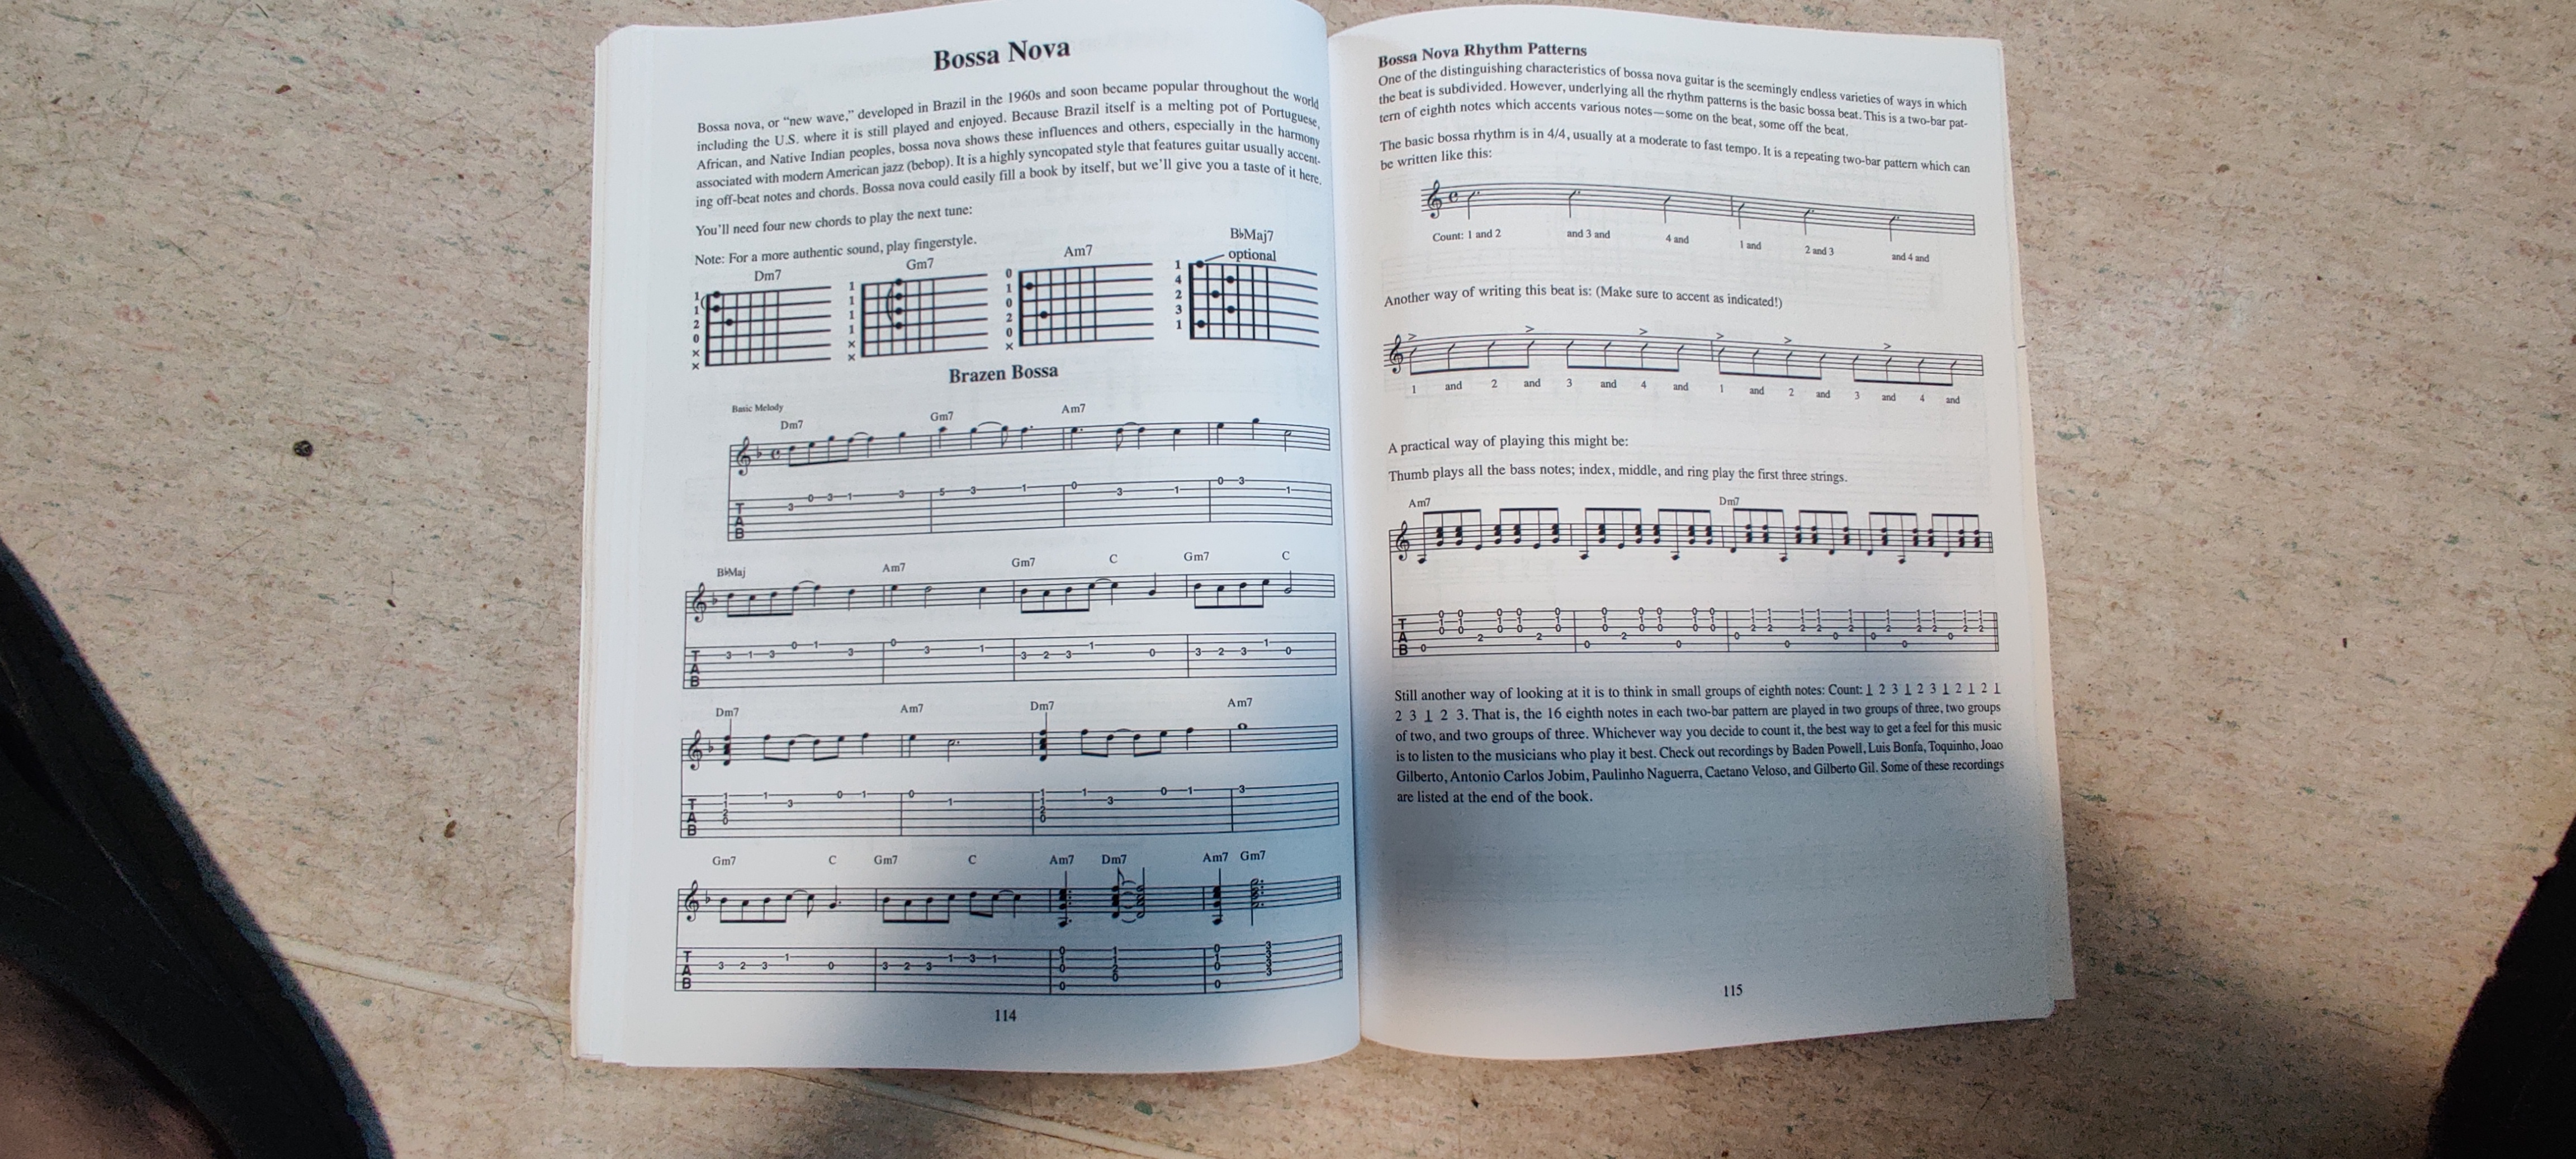 Bossa Nova
Bossa nova, or “new wave,” developed in Brazil in the 1960s and soon became popular throughout the world
including the U.S. where it is still played and enjoyed. Because Brazil itself is a melting pot of Portuguese,
African, and Native Indian peoples, bossa nova shows these influences and others, especially in the harmony
associated with modern American jazz (bebop). It is a highly syncopated style that features guitar usually accent-
ing off-beat notes and chords. Bossa nova could easily fill a book by itself, but we'll give you a taste of it here.
You'll need four new chords to play the next tune:
Note: For a more authentic sound, play fingerstyle.
Dm7 Gm7 Am7 B♭Maj7
optional
Brazen Bossa
Basic Melody
Dm7 Gm7 Am7
B♭Maj Am7 Gm7 C Gm7 C
Dm7 Am7 Dm7 Am7
Gm7 C Gm7 C Am7 Dm7 Am7 Gm7
114
Bossa Nova Rhythm Patterns
One of the distinguishing characteristics of bossa nova guitar is the seemingly endless varieties of ways in which
the beat is subdivided. However, underlying all the rhythm patterns is the basic bossa beat. This is a two-bar pat-
tern of eighth notes which accents various notes—some on the beat, some off the beat.
The basic bossa rhythm is in 4/4, usually at a moderate to fast tempo. It is a repeating two-bar pattern which can
be written like this:
Count: 1 and 2 and 3 and 4 and 1 and 2 and 3 and 4 and
Another way of writing this beat is: (Make sure to accent as indicated!)
1 and 2 and 3 and 4 and 1 and 2 and 3 and 4 and
A practical way of playing this might be:
Thumb plays all the bass notes; index, middle, and ring play the first three strings.
Am7 Dm7
Still another way of looking at it is to think in small groups of eighth notes: Count: 1 2 3 1 2 3 1 2 1 2 1
2 3 1 2 3. That is, the 16 eighth notes in each two-bar pattern are played in two groups of three, two groups
of two, and two groups of three. Whichever way you decide to count it, the best way to get a feel for this music
is to listen to the musicians who play it best. Check out recordings by Baden Powell, Luis Bonfa, Toquinho, Joao
Gilberto, Antonio Carlos Jobim, Paulinho Naguerra, Caetano Veloso, and Gilberto Gil. Some of these recordings
are listed at the end of the book.
115